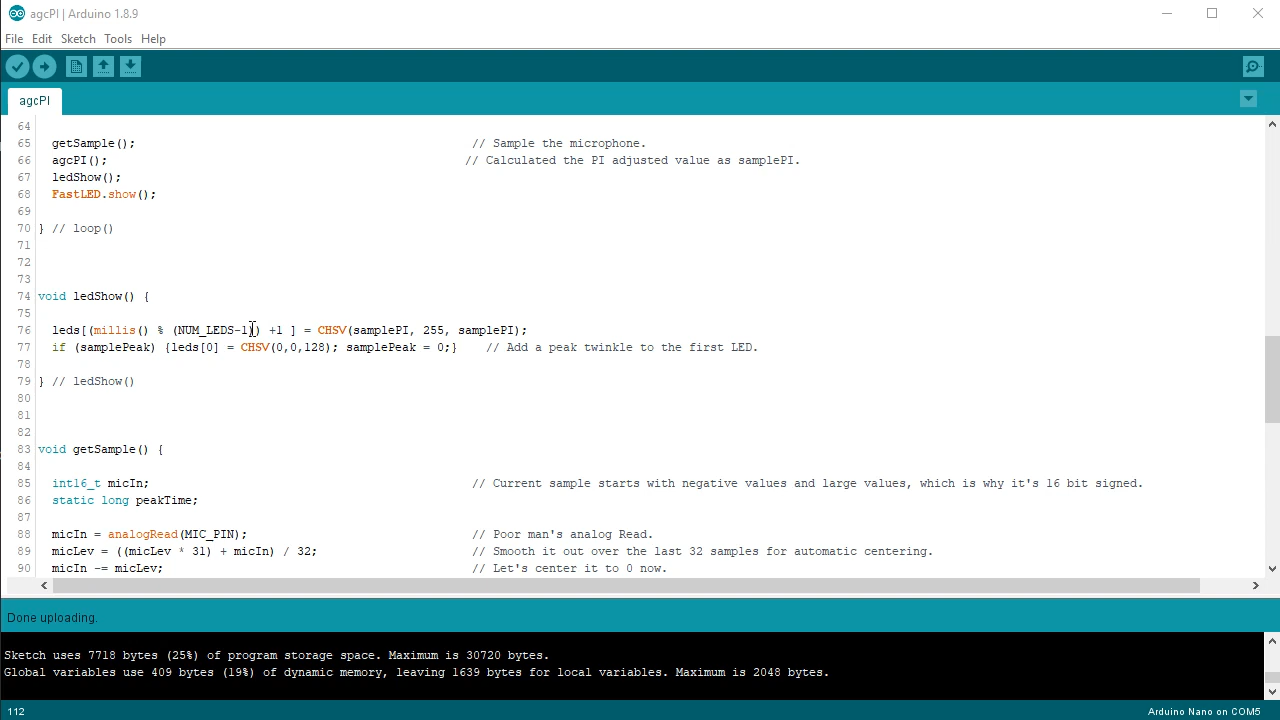 agcPI | Arduino 1.8.9
File Edit Sketch Tools Help
agcPI
64
65 getSample(); // Sample the microphone.
66 agcPI(); // Calculated the PI adjusted value as samplePI.
67 ledShow();
68 FastLED.show();
69
70 } // loop()
71
72
73
74 void ledShow() {
75
76 leds[(millis() % (NUM_LEDS-1)) +1 ] = CHSV(samplePI, 255, samplePI);
77 if (samplePeak) {leds[0] = CHSV(0,0,128); samplePeak = 0;} // Add a peak twinkle to the first LED.
78
79 } // ledShow()
80
81
82
83 void getSample() {
84
85 int16_t micIn; // Current sample starts with negative values and large values, which is why it's 16 bit signed.
86 static long peakTime;
87
88 micIn = analogRead(MIC_PIN); // Poor man's analog Read.
89 micLev = ((micLev * 31) + micIn) / 32; // Smooth it out over the last 32 samples for automatic centering.
90 micIn -= micLev; // Let's center it to 0 now.
Done uploading.
Sketch uses 7718 bytes (25%) of program storage space. Maximum is 30720 bytes.
Global variables use 409 bytes (19%) of dynamic memory, leaving 1639 bytes for local variables. Maximum is 2048 bytes.
112 Arduino Nano on COM5